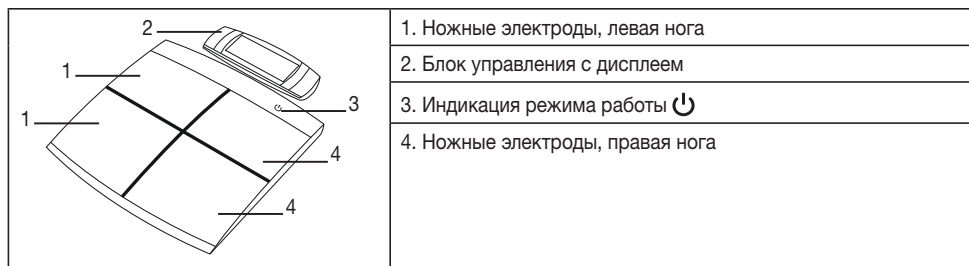 2
1
1
3
4
4
1. Ножные электроды, левая нога
2. Блок управления с дисплеем
3. Индикация режима работы
4. Ножные электроды, правая нога